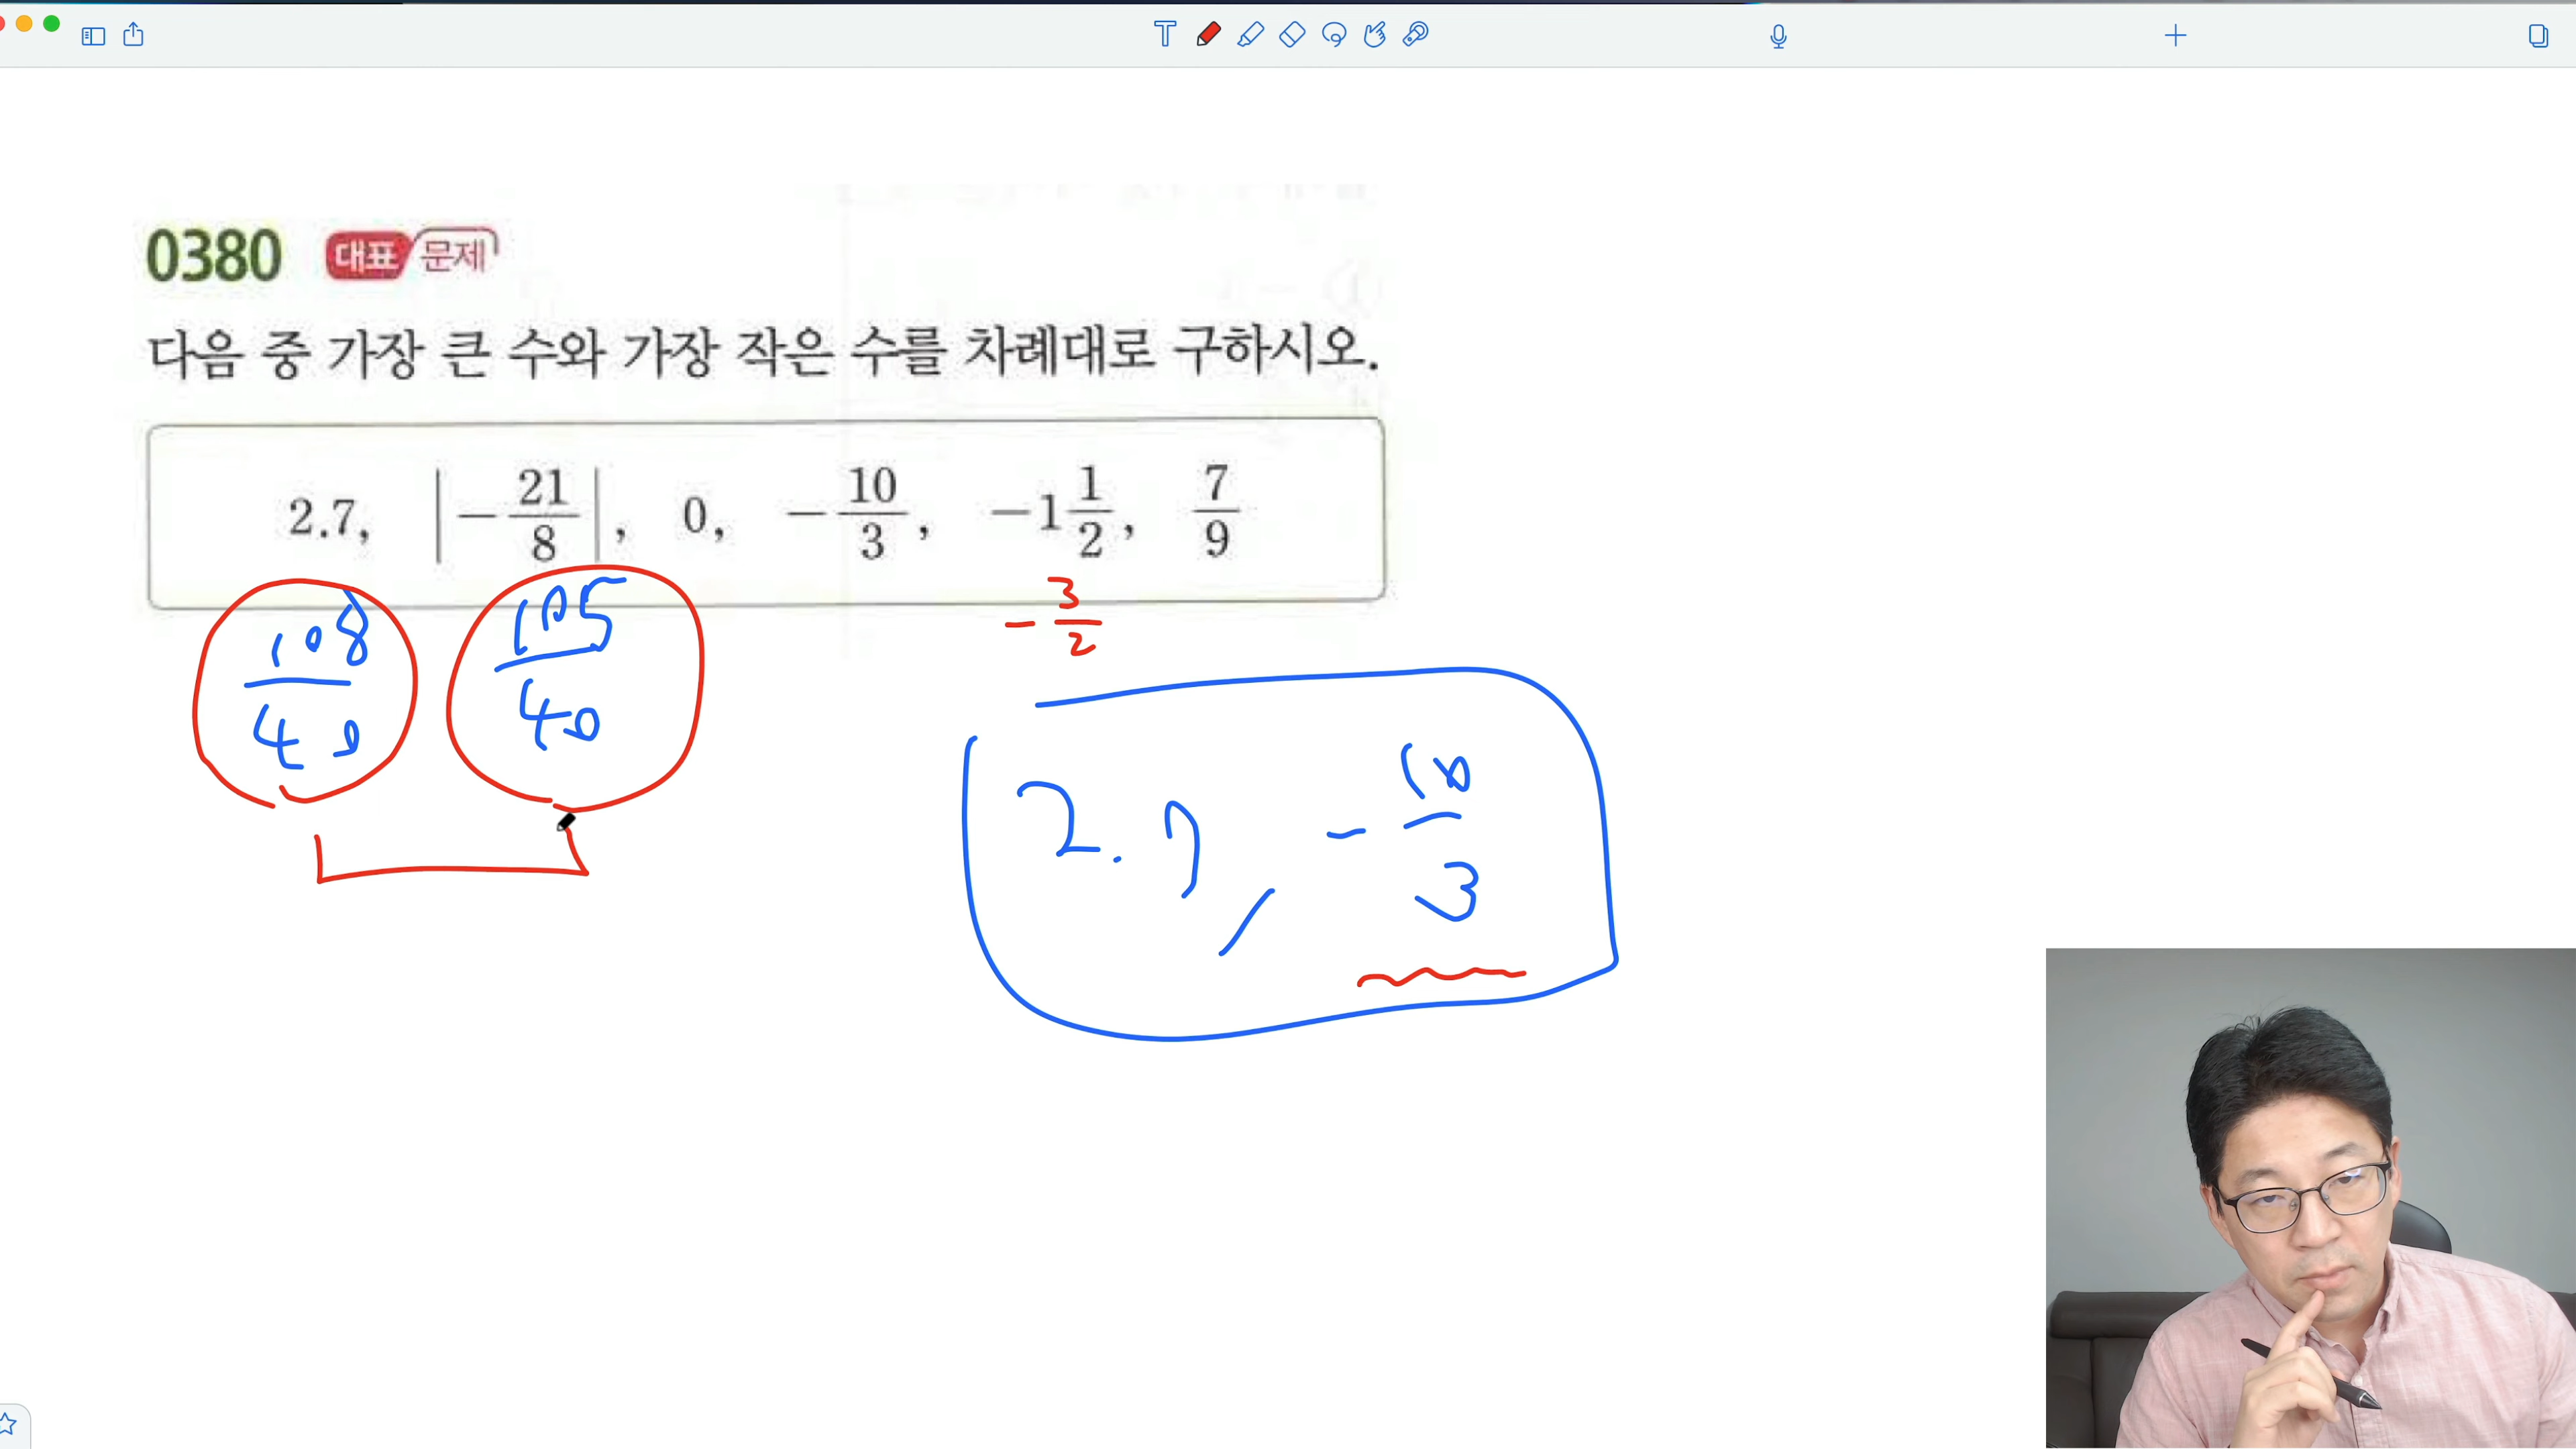 0380 대표 문제
다음 중 가장 큰 수와 가장 작은 수를 차례대로 구하시오.
2.7, |-21/8|, 0, -10/3, -1 1/2, 7/9
108/40 105/40 -3/2
2.7, -10/3